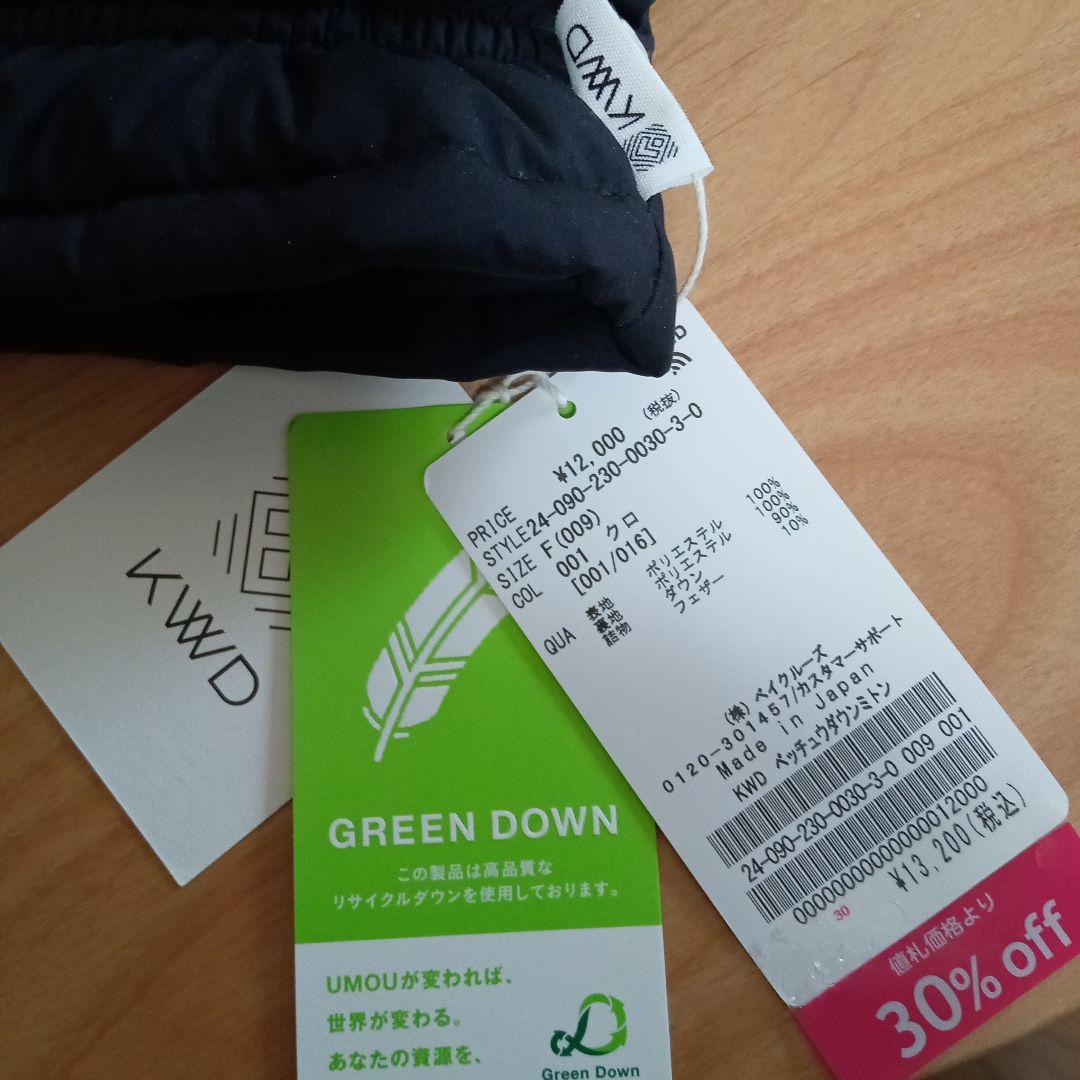 KWD
KWD
GREEN DOWN
この製品は高品質な
リサイクルダウンを使用しております。
UMOUが変われば、
世界が変わる。
あなたの資源を、
Green Down
PRICE ¥12,000 (税抜)
STYLE24-090-230-0030-3-0
SIZE F(009)
COL 001 クロ
[001/016]
QUA 表地 ポリエステル 100%
裏地 ポリエステル 100%
詰物 ダウン 90%
フェザー 10%
(株)ベイクルーズ
0120-301457/カスタマーサポート
Made in Japan
KWD ペッチュウダウンミトン
24-090-230-0030-3-0 009 001
¥13,200(税込)
30
値札価格より
30% off